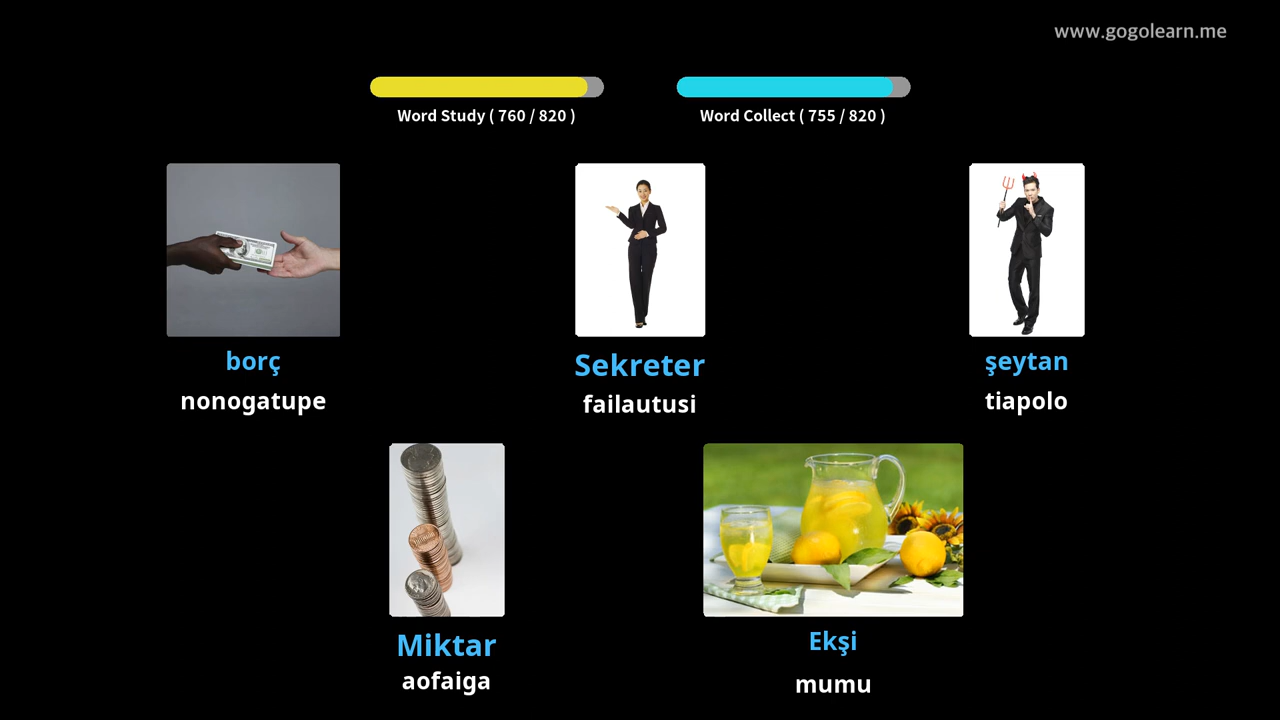 www.gogolearn.me
Word Study ( 760 / 820 )
Word Collect ( 755 / 820 )
borç
nonogatupe
Sekreter
failautusi
şeytan
tiapolo
Miktar
aofaiga
Ekşi
mumu